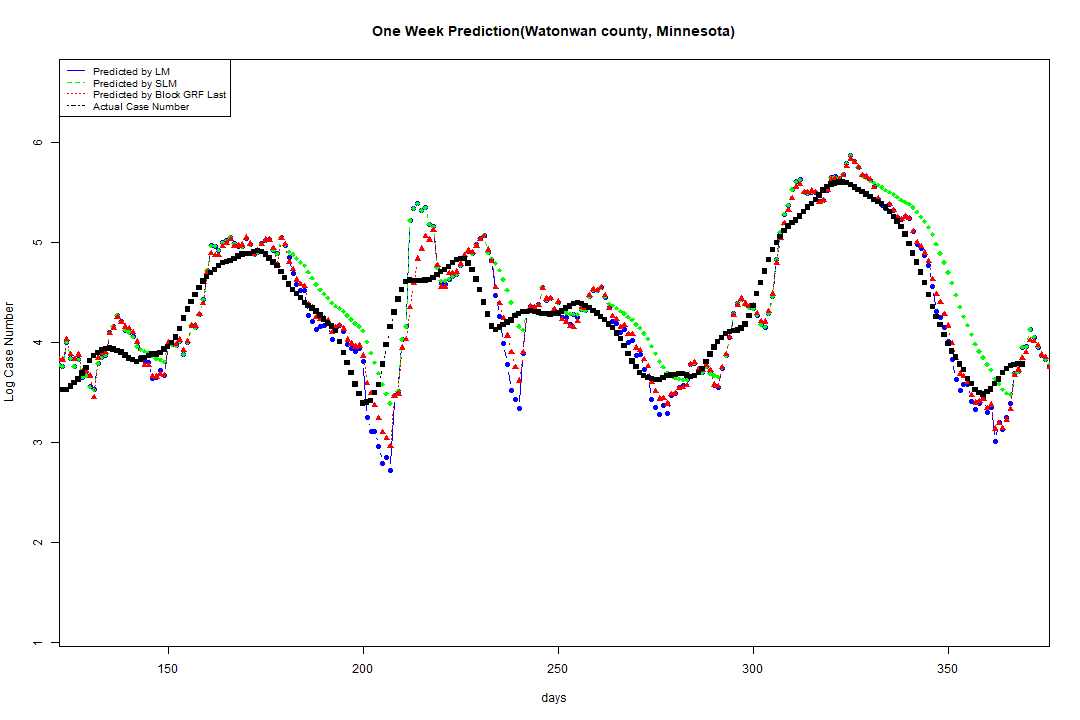 One Week Prediction(Watonwan county, Minnesota)
Predicted by LM
Predicted by SLM
Predicted by Block GRF Last
Actual Case Number
Log Case Number
6
5
4
3
2
1
150
200
250
300
350
days